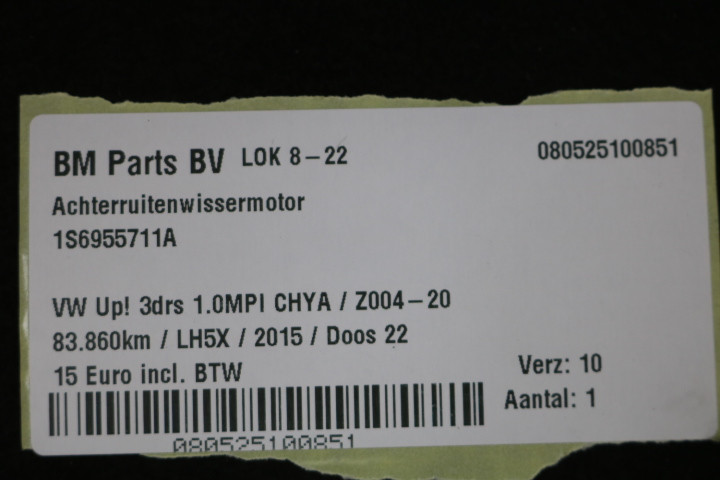 BM Parts BV LOK 8-22 080525100851
Achterruitenwissermotor
1S6955711A
VW Up! 3drs 1.0MPI CHYA / Z004-20
83.860km / LH5X / 2015 / Doos 22
15 Euro incl. BTW Verz: 10
Aantal: 1
080525100851